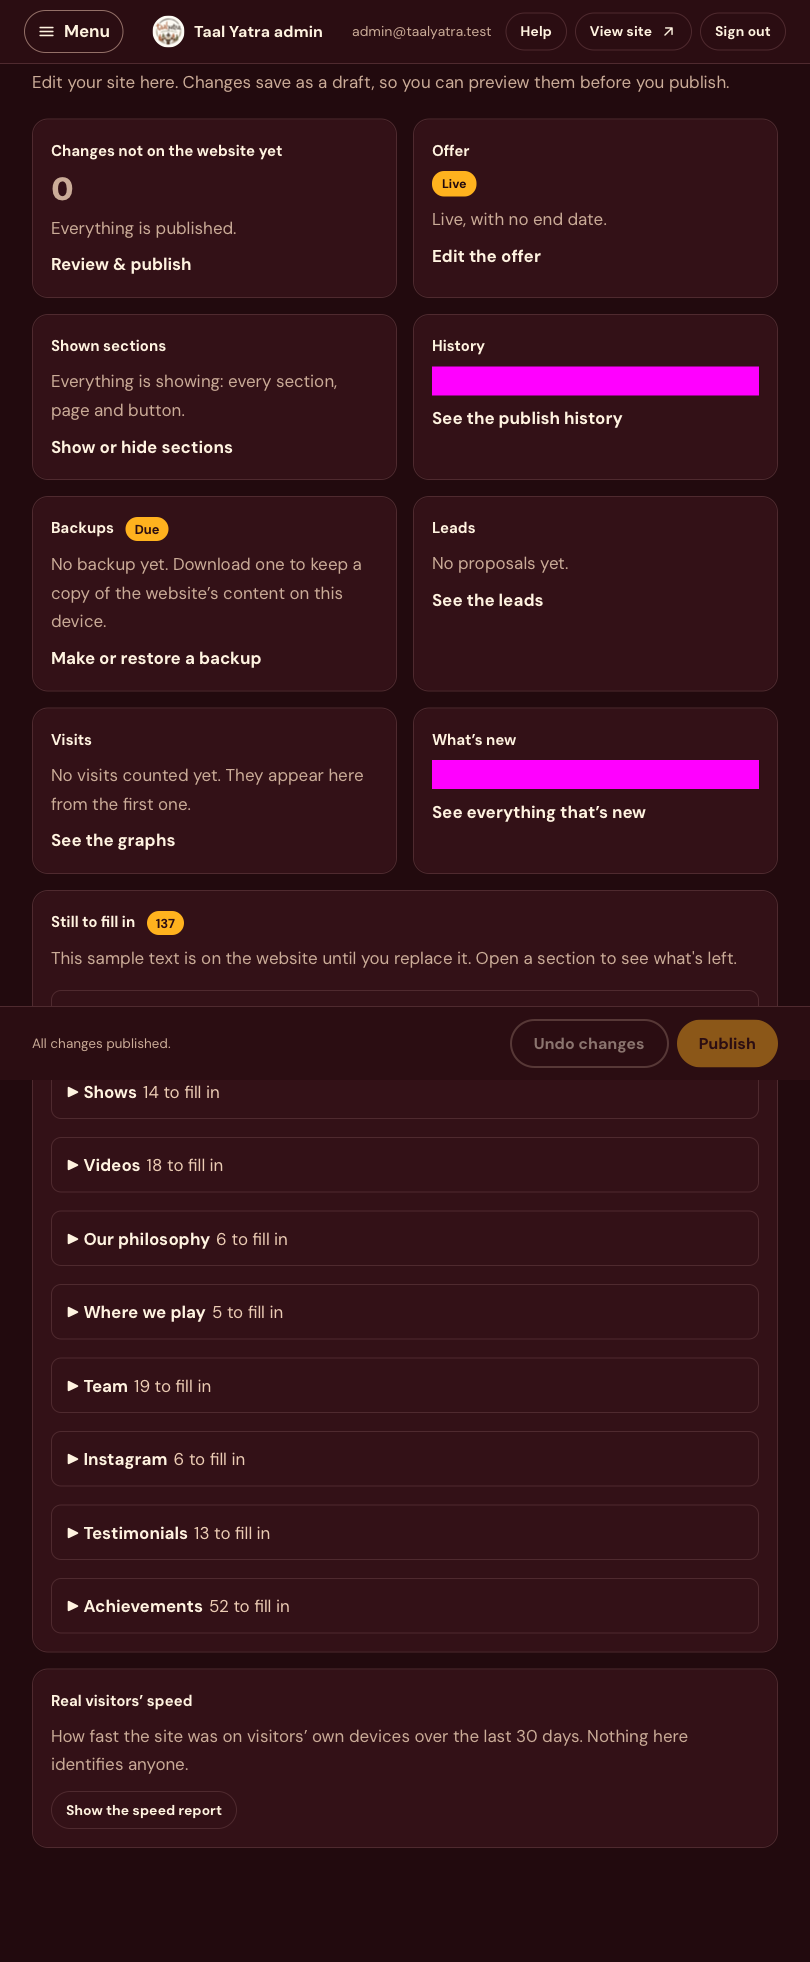 Menu
Taal Yatra admin
admin@taalyatra.test
Help
View site
Sign out
Edit your site here. Changes save as a draft, so you can preview them before you publish.
Changes not on the website yet
0
Everything is published.
Review & publish
Offer
Live
Live, with no end date.
Edit the offer
Shown sections
Everything is showing: every section,
page and button.
Show or hide sections
History
See the publish history
Backups Due
No backup yet. Download one to keep a
copy of the website’s content on this
device.
Make or restore a backup
Leads
No proposals yet.
See the leads
Visits
No visits counted yet. They appear here
from the first one.
See the graphs
What’s new
See everything that’s new
Still to fill in 137
This sample text is on the website until you replace it. Open a section to see what's left.
All changes published.
Undo changes
Publish
Shows 14 to fill in
Videos 18 to fill in
Our philosophy 6 to fill in
Where we play 5 to fill in
Team 19 to fill in
Instagram 6 to fill in
Testimonials 13 to fill in
Achievements 52 to fill in
Real visitors’ speed
How fast the site was on visitors’ own devices over the last 30 days. Nothing here
identifies anyone.
Show the speed report